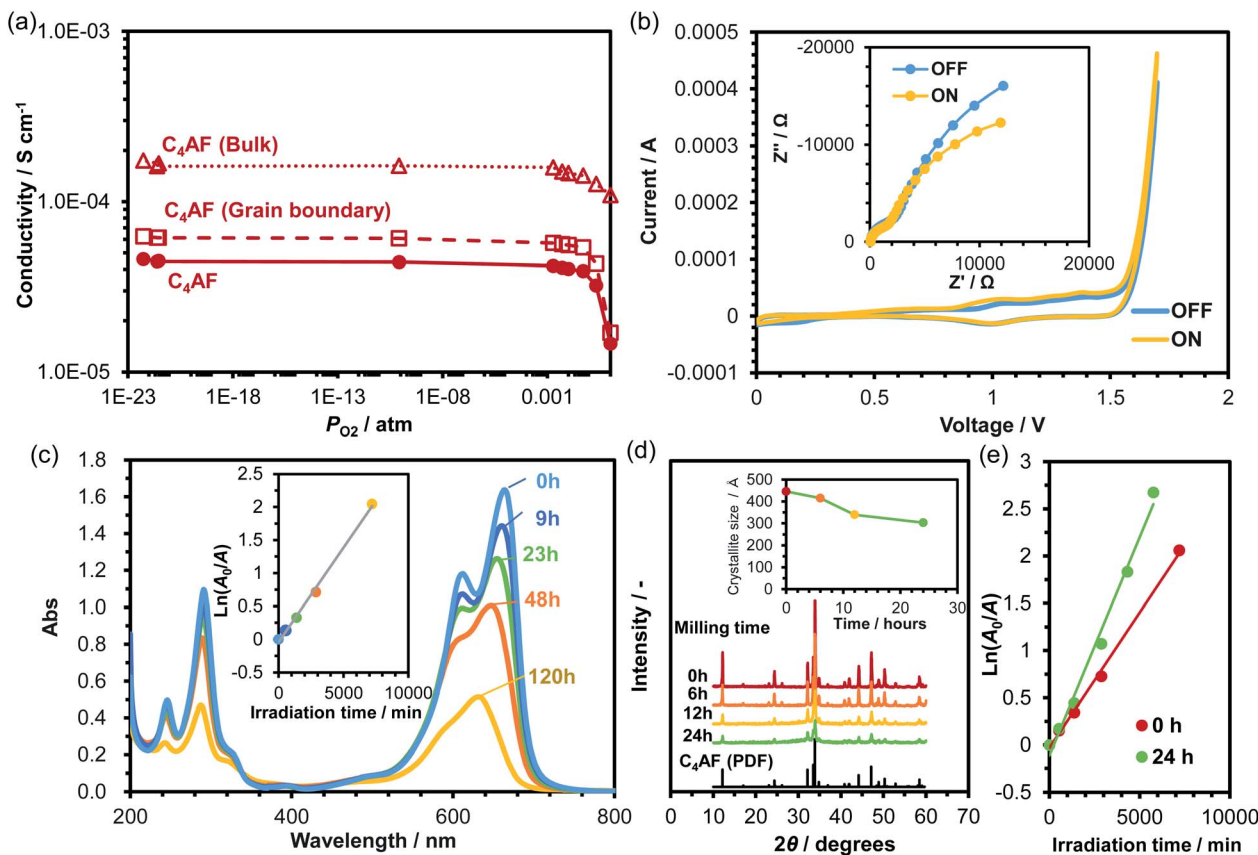 (a)
1.0E-03
1.0E-04
1.0E-05
Conductivity / S cm⁻¹
C₄AF (Bulk)
C₄AF (Grain boundary)
C₄AF
1E-23 1E-18 1E-13 1E-08 0.001
P_O2 / atm
(b)
0.0005
0.0004
0.0003
0.0002
0.0001
0
-0.0001
Current / A
-20000
-10000
0
Z'' / Ω
OFF
ON
0 10000 20000
Z' / Ω
OFF
ON
0 0.5 1 1.5 2
Voltage / V
(c)
1.8
1.6
1.4
1.2
1.0
0.8
0.6
0.4
0.2
0.0
Abs
2.5
2
1.5
1
0.5
0
-0.5
Ln(A₀/A)
0 5000 10000
Irradiation time / min
0h
9h
23h
48h
120h
200 400 600 800
Wavelength / nm
(d)
Intensity / -
500
400
300
200
100
0
Crystallite size / Å
0 10 20 30
Time / hours
Milling time
0h
6h
12h
24h
C₄AF (PDF)
0 10 20 30 40 50 60 70
2θ / degrees
(e)
3
2.5
2
1.5
1
0.5
0
-0.5
Ln(A₀/A)
0 h
24 h
0 5000 10000
Irradiation time / min